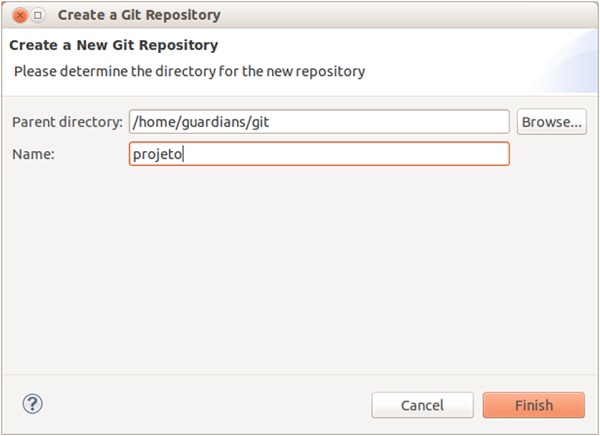 Create a Git Repository
Create a New Git Repository
Please determine the directory for the new repository
Parent directory: /home/guardians/git Browse...
Name: projeto
? Cancel Finish